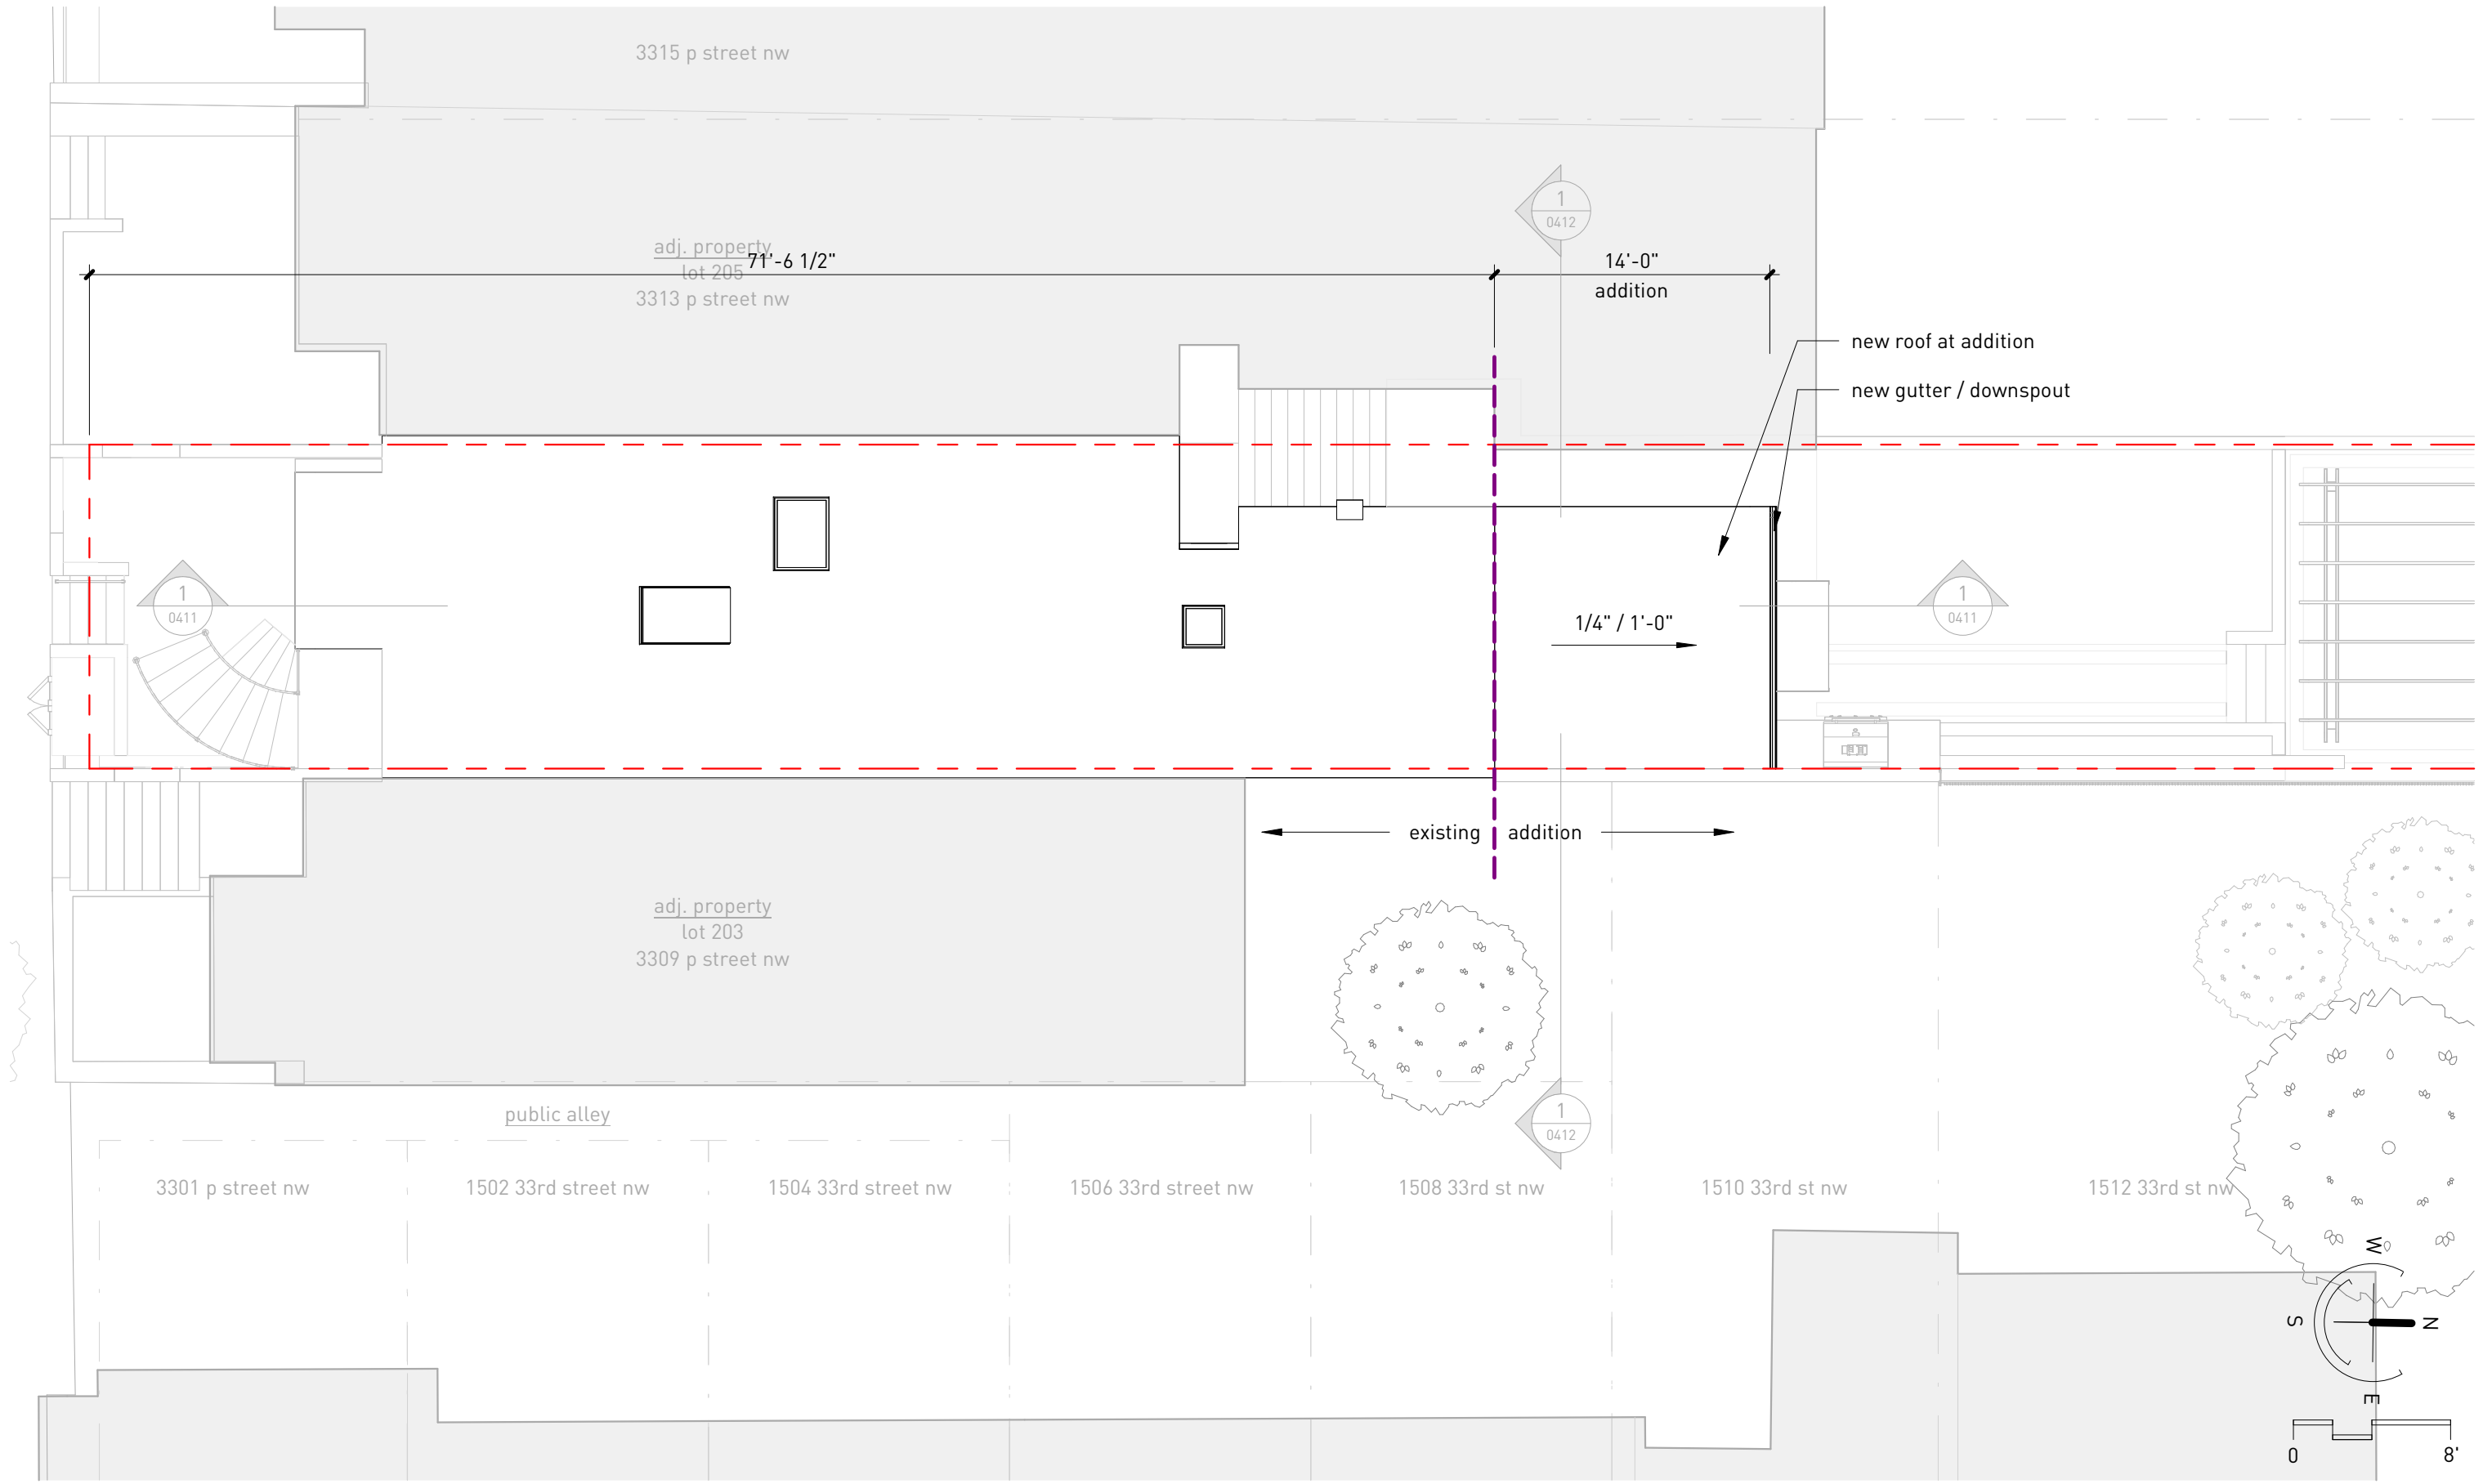 3315 p street nw
1
0412
adj. property
lot 205
3313 p street nw
71'-6 1/2"
14'-0"
addition
new roof at addition
new gutter / downspout
1
0411
1/4" / 1'-0"
1
0411
existing
addition
adj. property
lot 203
3309 p street nw
public alley
1
0412
3301 p street nw
1502 33rd street nw
1504 33rd street nw
1506 33rd street nw
1508 33rd st nw
1510 33rd st nw
1512 33rd st nw
W
S
N
E
0
8'